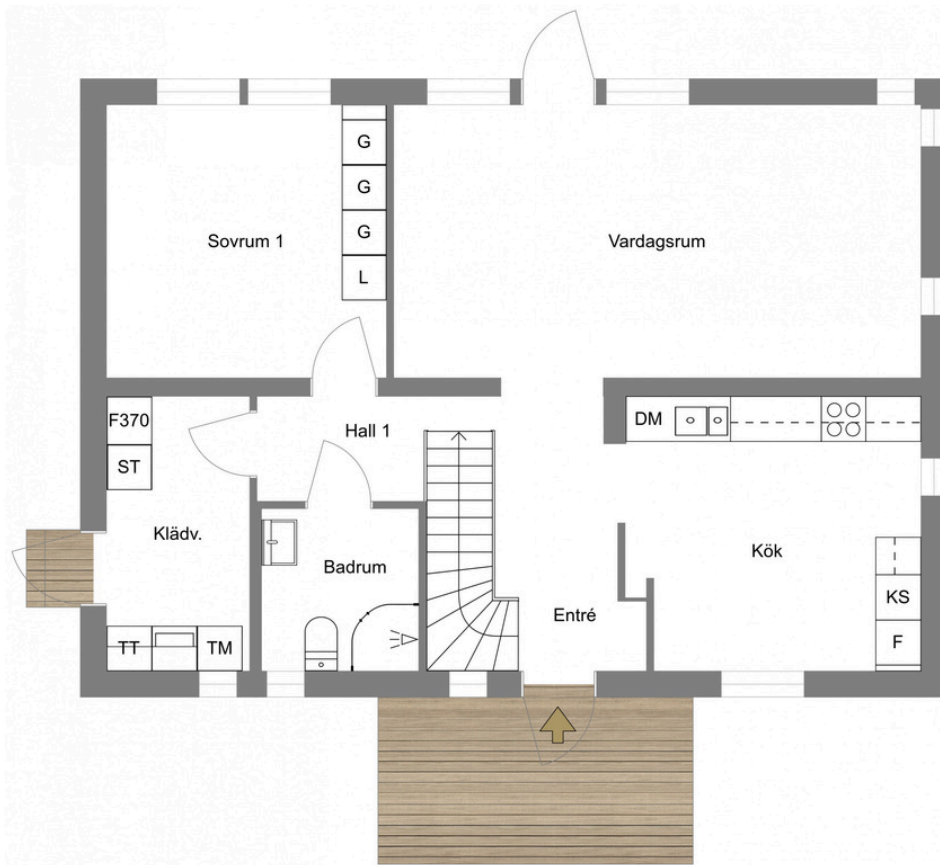 G
G
Sovrum 1
Vardagsrum
G
L
F370
DM
Hall 1
ST
Klädv.
Kök
Badrum
KS
Entré
TT
TM
F